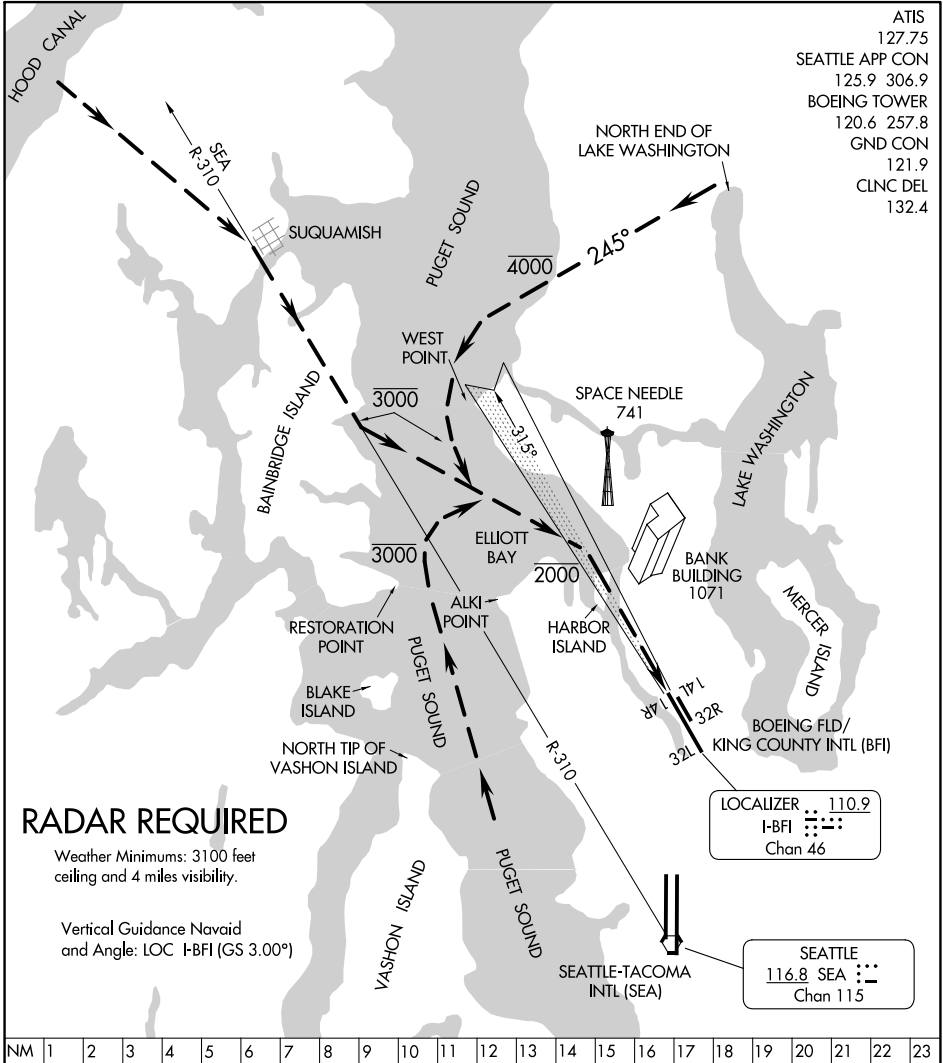 ATIS
127.75
SEATTLE APP CON
125.9 306.9
BOEING TOWER
120.6 257.8
GND CON
121.9
CLNC DEL
132.4
HOOD CANAL
SEA
R-310
NORTH END OF
LAKE WASHINGTON
SUQUAMISH
PUGET SOUND
245°
4000
WEST
POINT
BAINBRIDGE ISLAND
3000
315°
SPACE NEEDLE
741
LAKE WASHINGTON
3000
ELLIOTT
BAY
2000
BANK
BUILDING
1071
RESTORATION
POINT
ALKI
POINT
HARBOR
ISLAND
MERCER
ISLAND
PUGET SOUND
BLAKE
ISLAND
14L
14R
32R
32L
BOEING FLD/
KING COUNTY INTL (BFI)
NORTH TIP OF
VASHON ISLAND
R-310
LOCALIZER 110.9
I-BFI
Chan 46
RADAR REQUIRED
Weather Minimums: 3100 feet
ceiling and 4 miles visibility.
Vertical Guidance Navaid
and Angle: LOC I-BFI (GS 3.00°)
VASHON ISLAND
PUGET SOUND
SEATTLE-TACOMA
INTL (SEA)
SEATTLE
116.8 SEA
Chan 115
NM 1 2 3 4 5 6 7 8 9 10 11 12 13 14 15 16 17 18 19 20 21 22 23